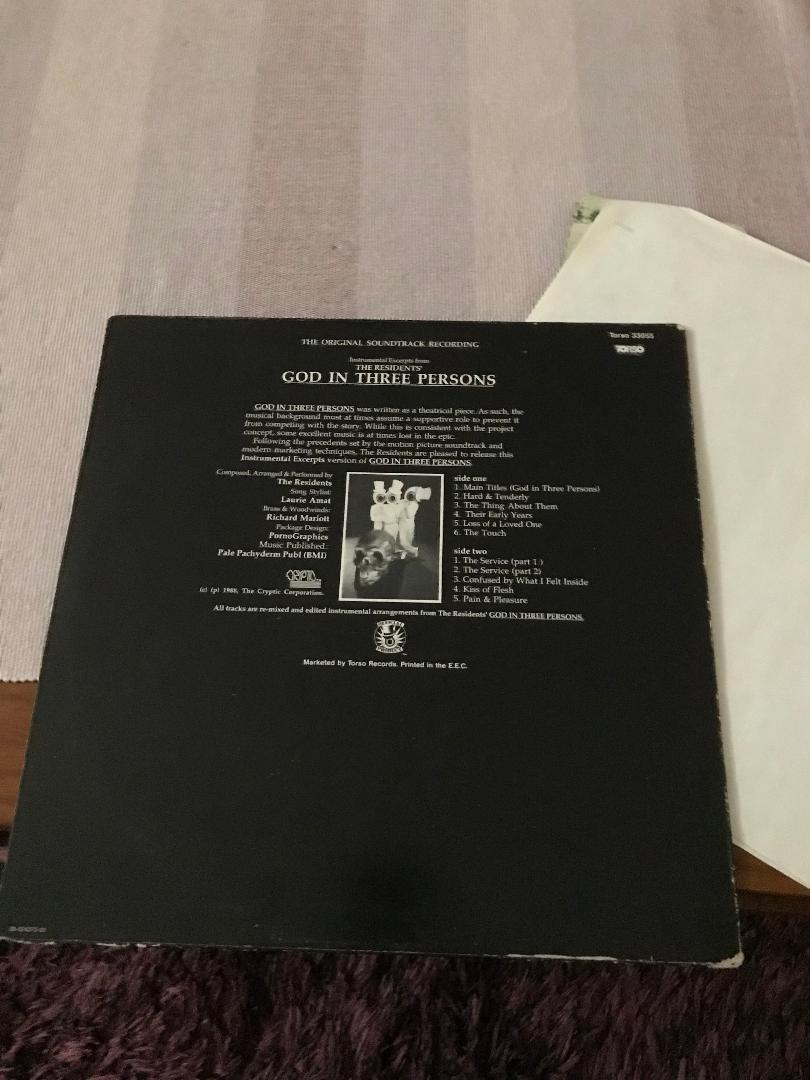 Torso 33055
TORSO
THE ORIGINAL SOUNDTRACK RECORDING
Instrumental Excerpts from
THE RESIDENTS'
GOD IN THREE PERSONS
GOD IN THREE PERSONS was written as a theatrical piece. As such, the
musical background must at times assume a supportive role to prevent it
from competing with the story. While this is consistent with the project
concept, some excellent music is at times lost in the epic.
Following the precedents set by the motion picture soundtrack and
modern marketing techniques, The Residents are pleased to release this
Instrumental Excerpts version of GOD IN THREE PERSONS.
Composed, Arranged & Performed by
The Residents
Song Stylist:
Laurie Amat
Brass & Woodwinds:
Richard Mariott
Package Design:
PornoGraphics
Music Published:
Pale Pachyderm Publ (BMI)
CRYPTIC
(c) (p) 1988, The Cryptic Corporation.
side one
1. Main Titles (God in Three Persons)
2. Hard & Tenderly
3. The Thing About Them
4. Their Early Years
5. Loss of a Loved One
6. The Touch
side two
1. The Service (part 1)
2. The Service (part 2)
3. Confused by What I Felt Inside
4. Kiss of Flesh
5. Pain & Pleasure
All tracks are re-mixed and edited instrumental arrangements from The Residents' GOD IN THREE PERSONS.
OFFICIAL
PRODUCT
Marketed by Torso Records. Printed in the E.E.C.